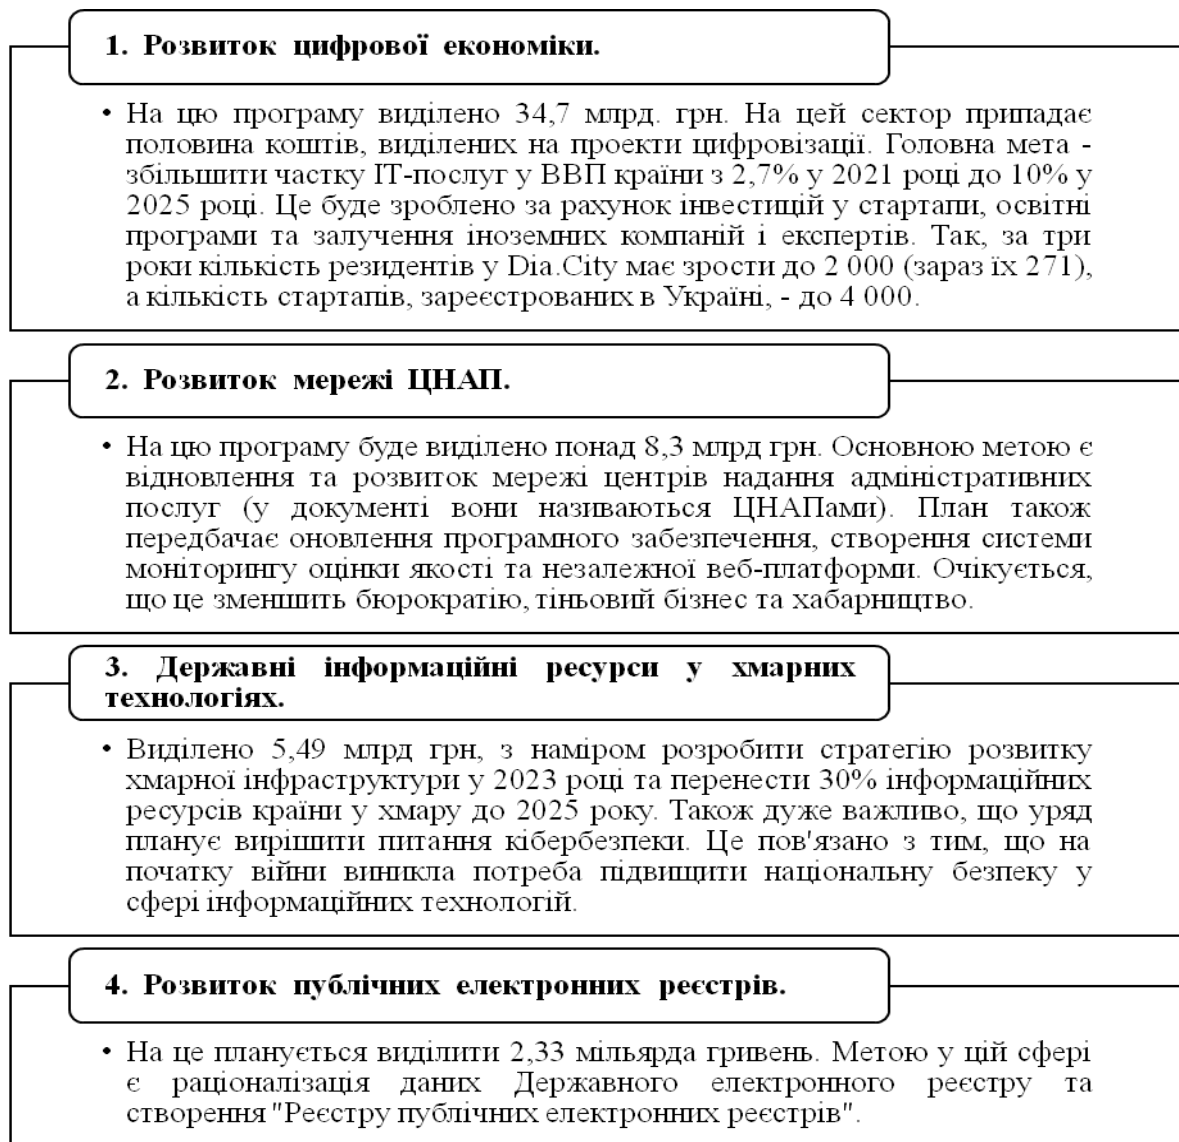 1. Розвиток цифрової економіки.
• На цю програму виділено 34,7 млрд. грн. На цей сектор припадає
половина коштів, виділених на проекти цифровізації. Головна мета -
збільшити частку ІТ-послуг у ВВП країни з 2,7% у 2021 році до 10% у
2025 році. Це буде зроблено за рахунок інвестицій у стартапи, освітні
програми та залучення іноземних компаній і експертів. Так, за три
роки кількість резидентів у Dia.City має зрости до 2 000 (зараз їх 271),
а кількість стартапів, зареєстрованих в Україні, - до 4 000.
2. Розвиток мережі ЦНАП.
• На цю програму буде виділено понад 8,3 млрд грн. Основною метою є
відновлення та розвиток мережі центрів надання адміністративних
послуг (у документі вони називаються ЦНАПами). План також
передбачає оновлення програмного забезпечення, створення системи
моніторингу оцінки якості та незалежної веб-платформи. Очікується,
що це зменшить бюрократію, тіньовий бізнес та хабарництво.
3. Державні інформаційні ресурси у хмарних
технологіях.
• Виділено 5,49 млрд грн, з наміром розробити стратегію розвитку
хмарної інфраструктури у 2023 році та перенести 30% інформаційних
ресурсів країни у хмару до 2025 року. Також дуже важливо, що уряд
планує вирішити питання кібербезпеки. Це пов'язано з тим, що на
початку війни виникла потреба підвищити національну безпеку у
сфері інформаційних технологій.
4. Розвиток публічних електронних реєстрів.
• На це планується виділити 2,33 мільярда гривень. Метою у цій сфері
є раціоналізація даних Державного електронного реєстру та
створення "Реєстру публічних електронних реєстрів".